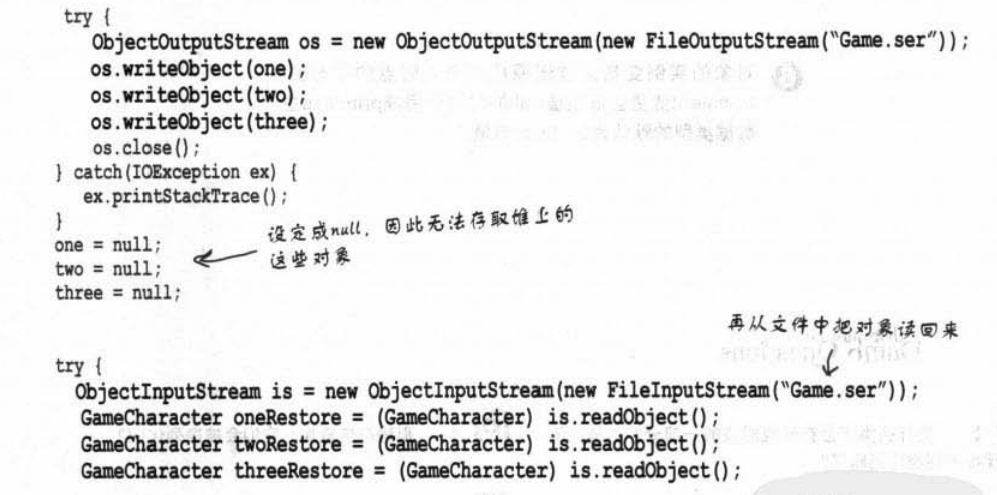 try {
ObjectOutputStream os = new ObjectOutputStream(new FileOutputStream(“Game.ser”));
os.writeObject(one);
os.writeObject(two);
os.writeObject(three);
os.close();
} catch(IOException ex) {
ex.printStackTrace();
}
one = null;
two = null;
three = null;
设定成null，因此无法存取堆上的
这些对象
再从文件中把对象读回来
try {
ObjectInputStream is = new ObjectInputStream(new FileInputStream(“Game.ser”));
GameCharacter oneRestore = (GameCharacter) is.readObject();
GameCharacter twoRestore = (GameCharacter) is.readObject();
GameCharacter threeRestore = (GameCharacter) is.readObject();